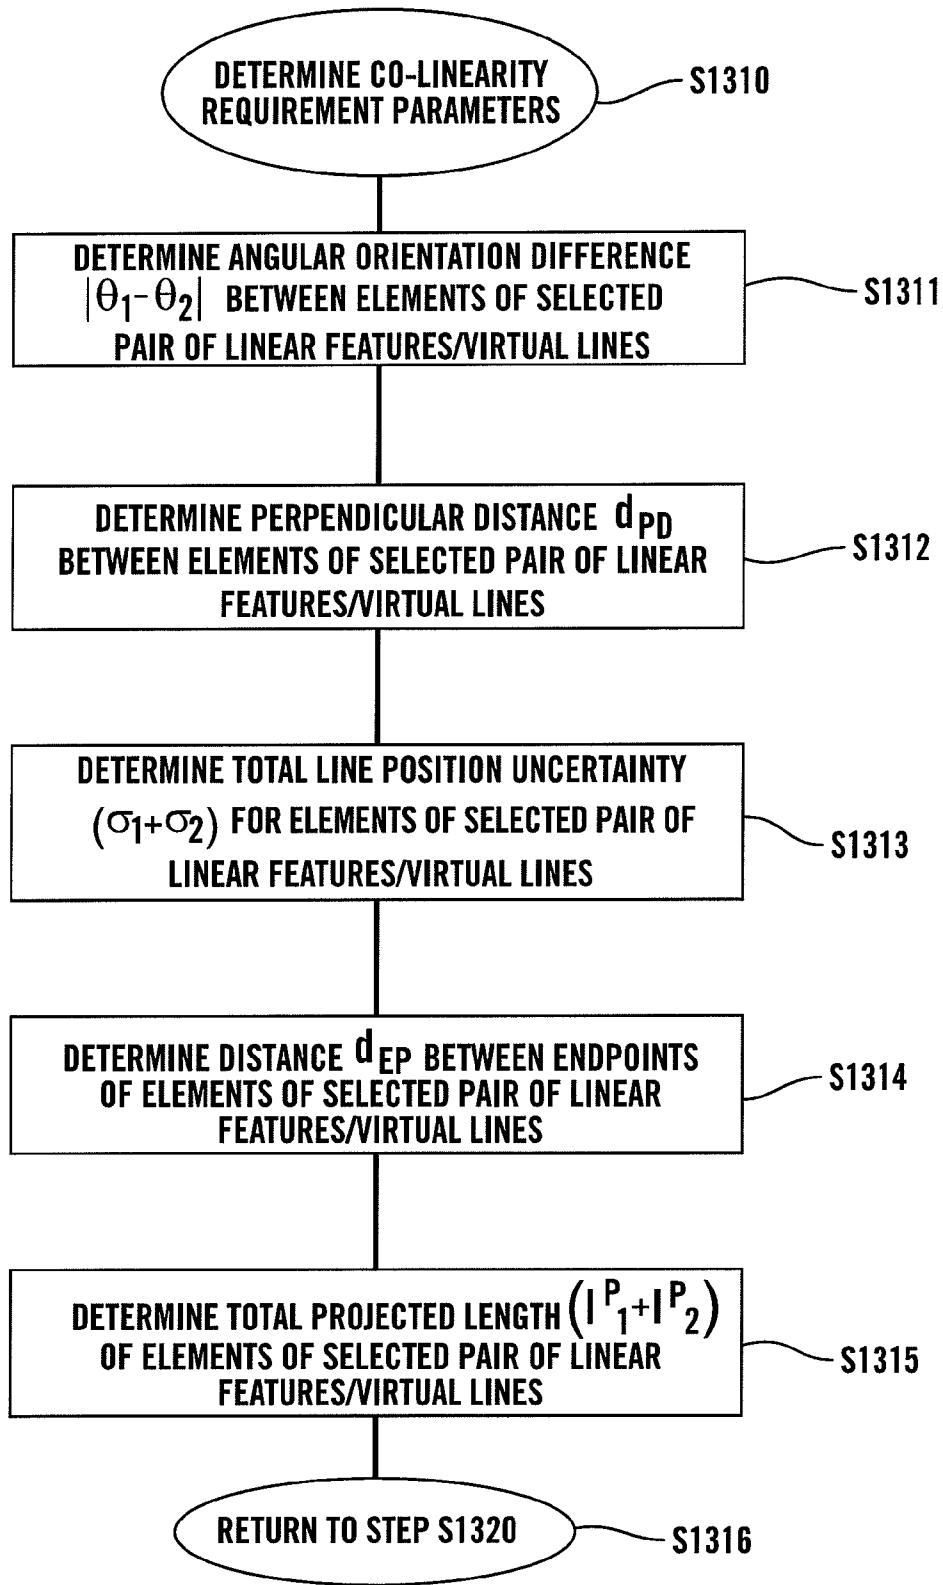 DETERMINE CO-LINEARITY
REQUIREMENT PARAMETERS
S1310
DETERMINE ANGULAR ORIENTATION DIFFERENCE
|θ1-θ2| BETWEEN ELEMENTS OF SELECTED
PAIR OF LINEAR FEATURES/VIRTUAL LINES
S1311
DETERMINE PERPENDICULAR DISTANCE dPD
BETWEEN ELEMENTS OF SELECTED PAIR OF LINEAR
FEATURES/VIRTUAL LINES
S1312
DETERMINE TOTAL LINE POSITION UNCERTAINTY
(σ1+σ2) FOR ELEMENTS OF SELECTED PAIR OF
LINEAR FEATURES/VIRTUAL LINES
S1313
DETERMINE DISTANCE dEP BETWEEN ENDPOINTS
OF ELEMENTS OF SELECTED PAIR OF LINEAR
FEATURES/VIRTUAL LINES
S1314
DETERMINE TOTAL PROJECTED LENGTH (lP1+lP2)
OF ELEMENTS OF SELECTED PAIR OF LINEAR
FEATURES/VIRTUAL LINES
S1315
RETURN TO STEP S1320
S1316